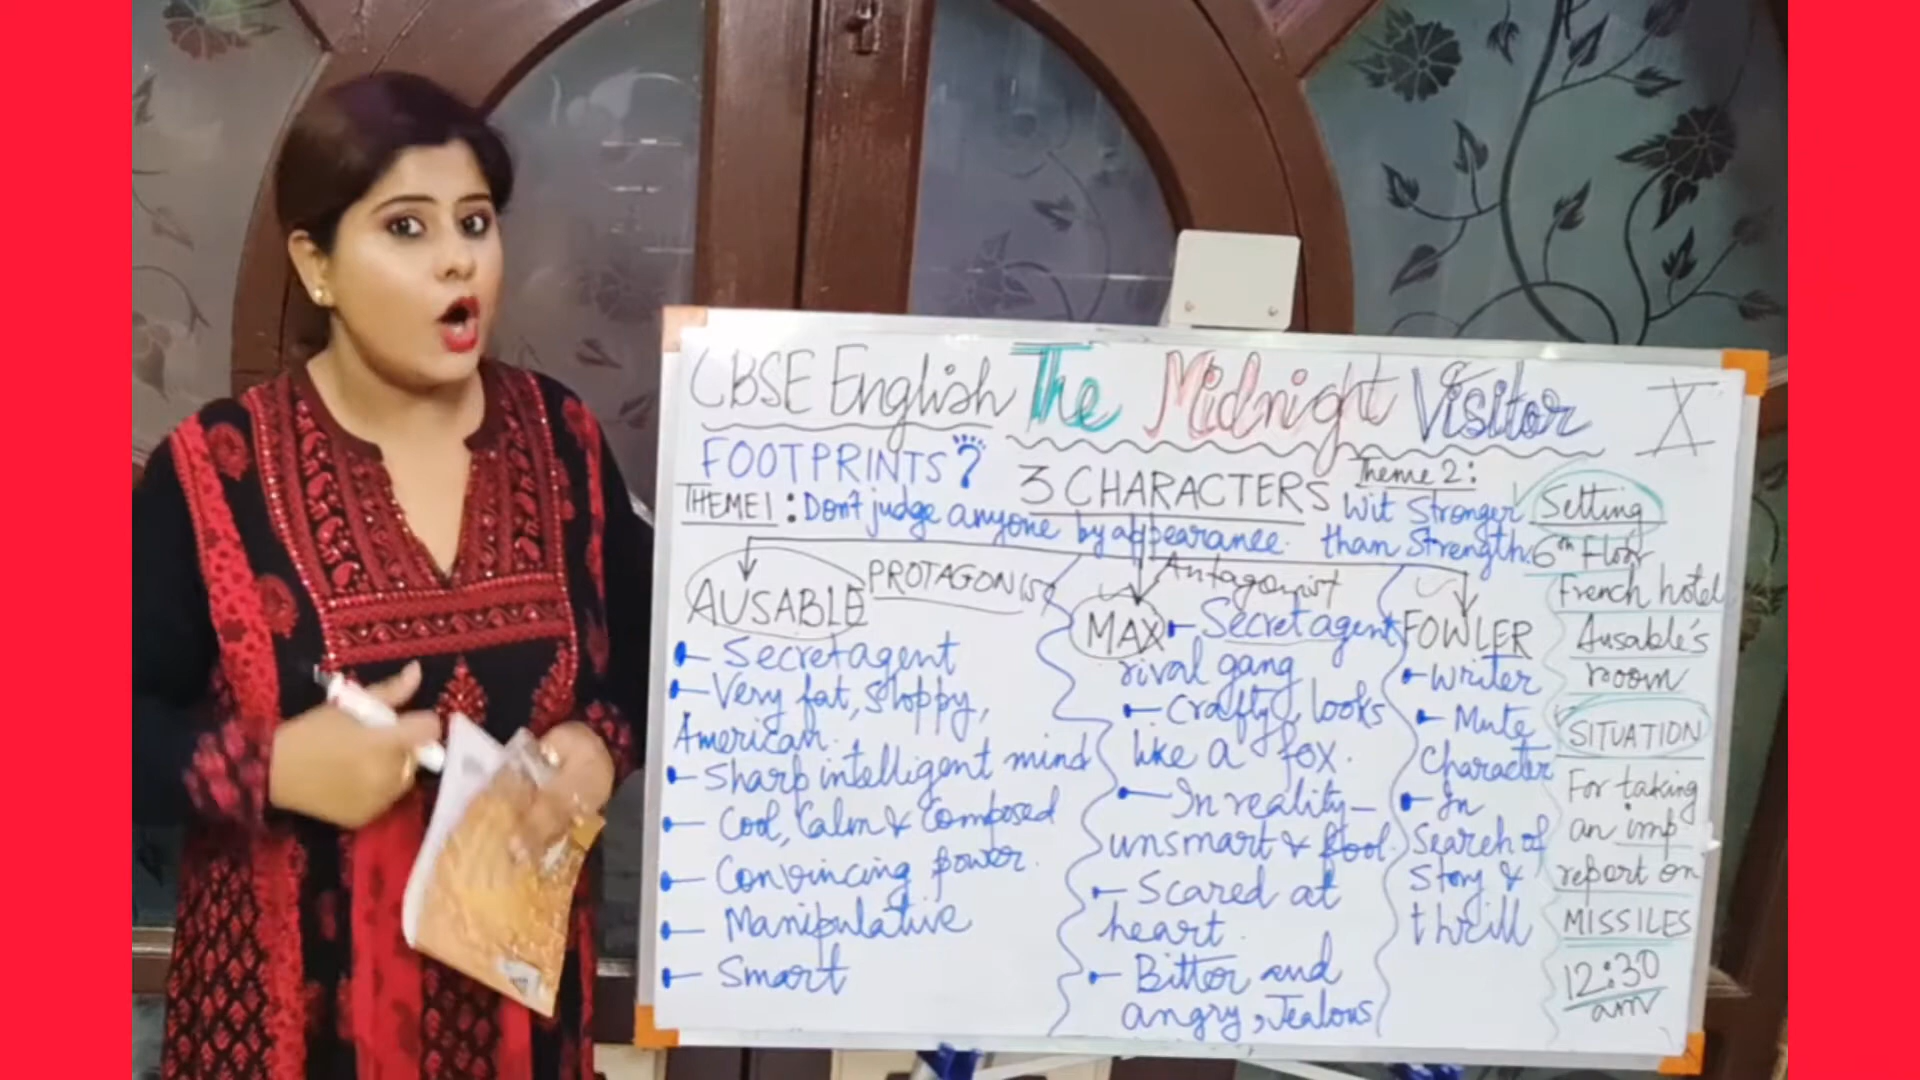 CBSE English The Midnight Visitor X
FOOTPRINTS?
3 CHARACTERS
THEME 1: Don't judge anyone by appearance.
Theme 2:
Wit Stronger
than Strength.
AUSABLE PROTAGONIST
Secret agent
Very fat, sloppy,
American.
Sharp intelligent mind
Cool, Calm & Composed
Convincing power.
Manipulative
Smart
Antagonist
MAX Secret agent
rival gang
Crafty, looks
like a fox.
In reality-
unsmart & fool.
Scared at
heart.
Bitter and
angry, Jealous
FOWLER
Writer
Mute
Character
In
Search of
story &
thrill
Setting
6th Floor
French hotel
Ausable's
room
SITUATION
For taking
an imp
report on
MISSILES
12:30
am